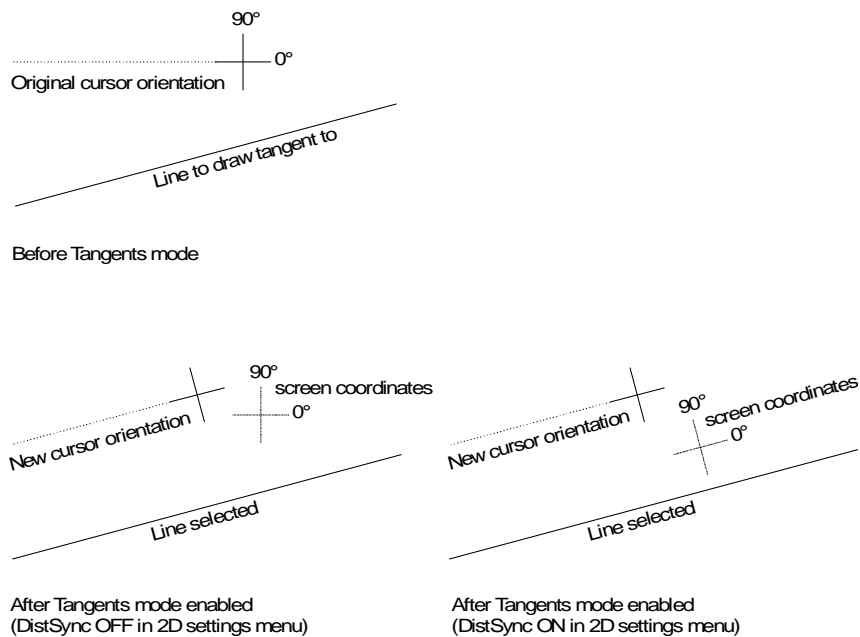 90°
0°
Original cursor orientation
Line to draw tangent to
Before Tangents mode
90°
screen coordinates
0°
New cursor orientation
Line selected
After Tangents mode enabled
(DistSync OFF in 2D settings menu)
90°
screen coordinates
0°
New cursor orientation
Line selected
After Tangents mode enabled
(DistSync ON in 2D settings menu)